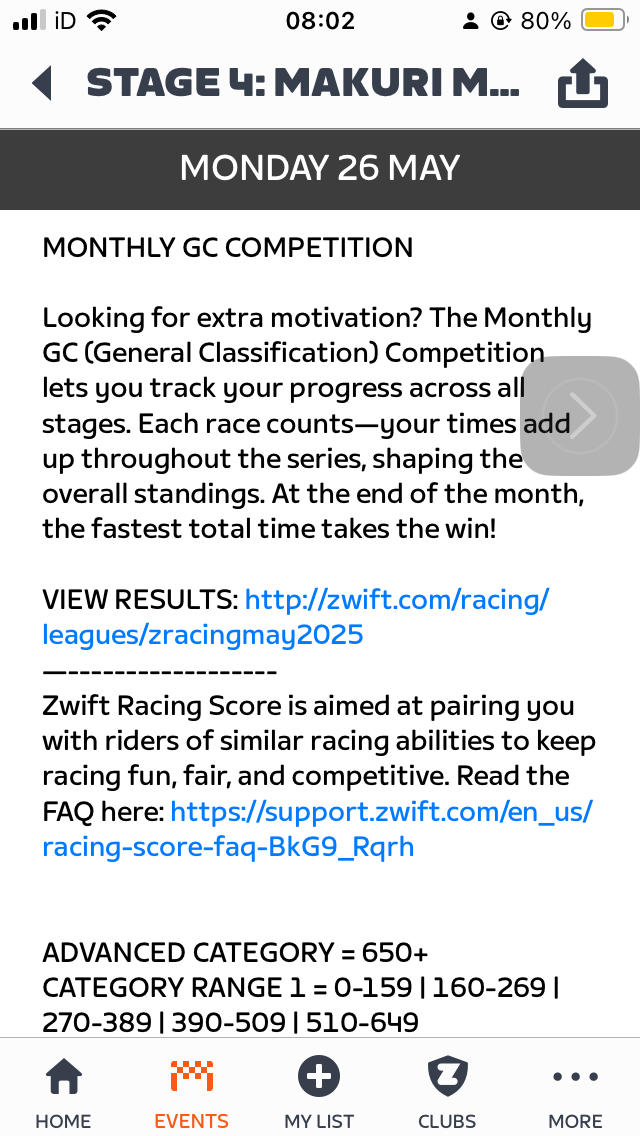 iD 08:02 80%
STAGE 4: MAKURI M...
MONDAY 26 MAY
MONTHLY GC COMPETITION
Looking for extra motivation? The Monthly
GC (General Classification) Competition
lets you track your progress across all
stages. Each race counts—your times add
up throughout the series, shaping the
overall standings. At the end of the month,
the fastest total time takes the win!
VIEW RESULTS: http://zwift.com/racing/
leagues/zracingmay2025
—------------------
Zwift Racing Score is aimed at pairing you
with riders of similar racing abilities to keep
racing fun, fair, and competitive. Read the
FAQ here: https://support.zwift.com/en_us/
racing-score-faq-BkG9_Rqrh
ADVANCED CATEGORY = 650+
CATEGORY RANGE 1 = 0-159 | 160-269 |
270-389 | 390-509 | 510-649
HOME EVENTS MY LIST CLUBS MORE